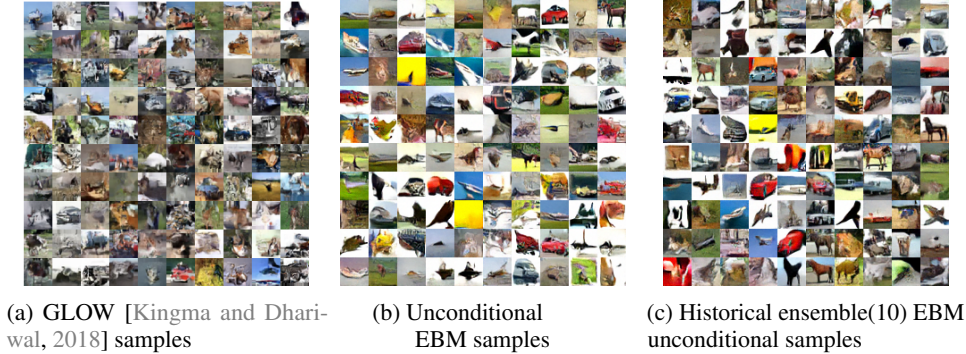 (a) GLOW [Kingma and Dhari-
wal, 2018] samples
(b) Unconditional
EBM samples
(c) Historical ensemble(10) EBM
unconditional samples